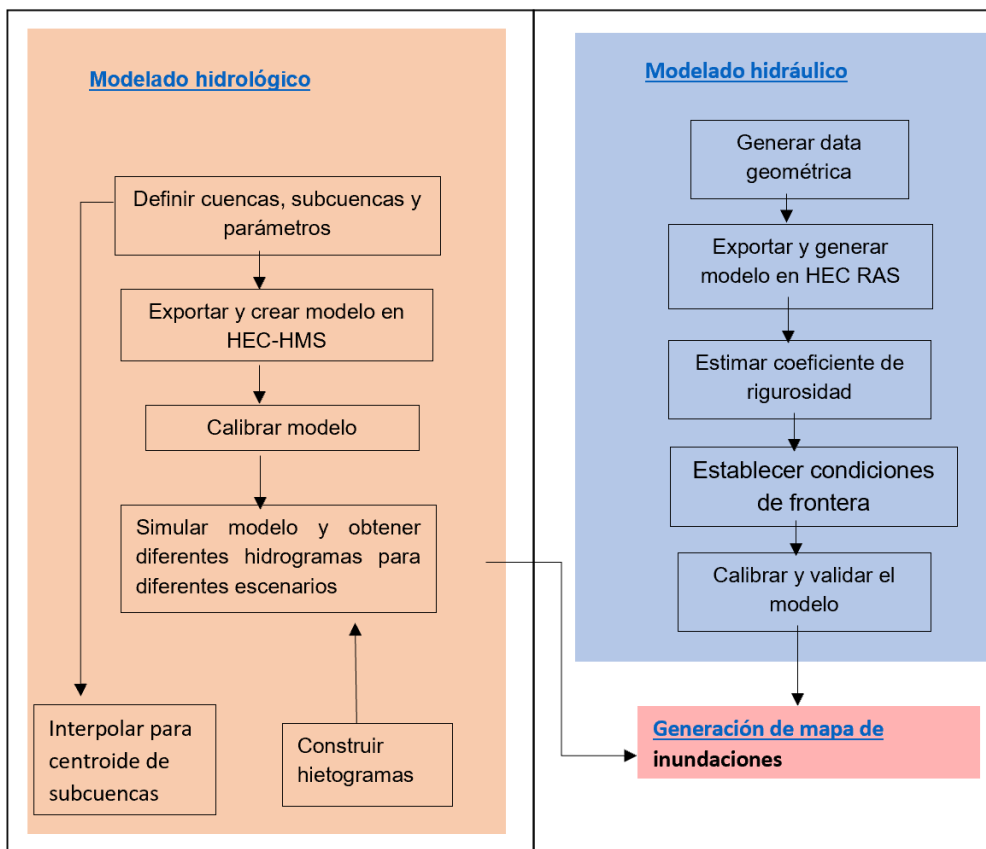 Modelado hidrológico
Definir cuencas, subcuencas y
parámetros
Exportar y crear modelo en
HEC-HMS
Calibrar modelo
Simular modelo y obtener
diferentes hidrogramas para
diferentes escenarios
Interpolar para
centroide de
subcuencas
Construir
hietogramas
Modelado hidráulico
Generar data
geométrica
Exportar y generar
modelo en HEC RAS
Estimar coeficiente de
rigurosidad
Establecer condiciones
de frontera
Calibrar y validar el
modelo
Generación de mapa de
inundaciones